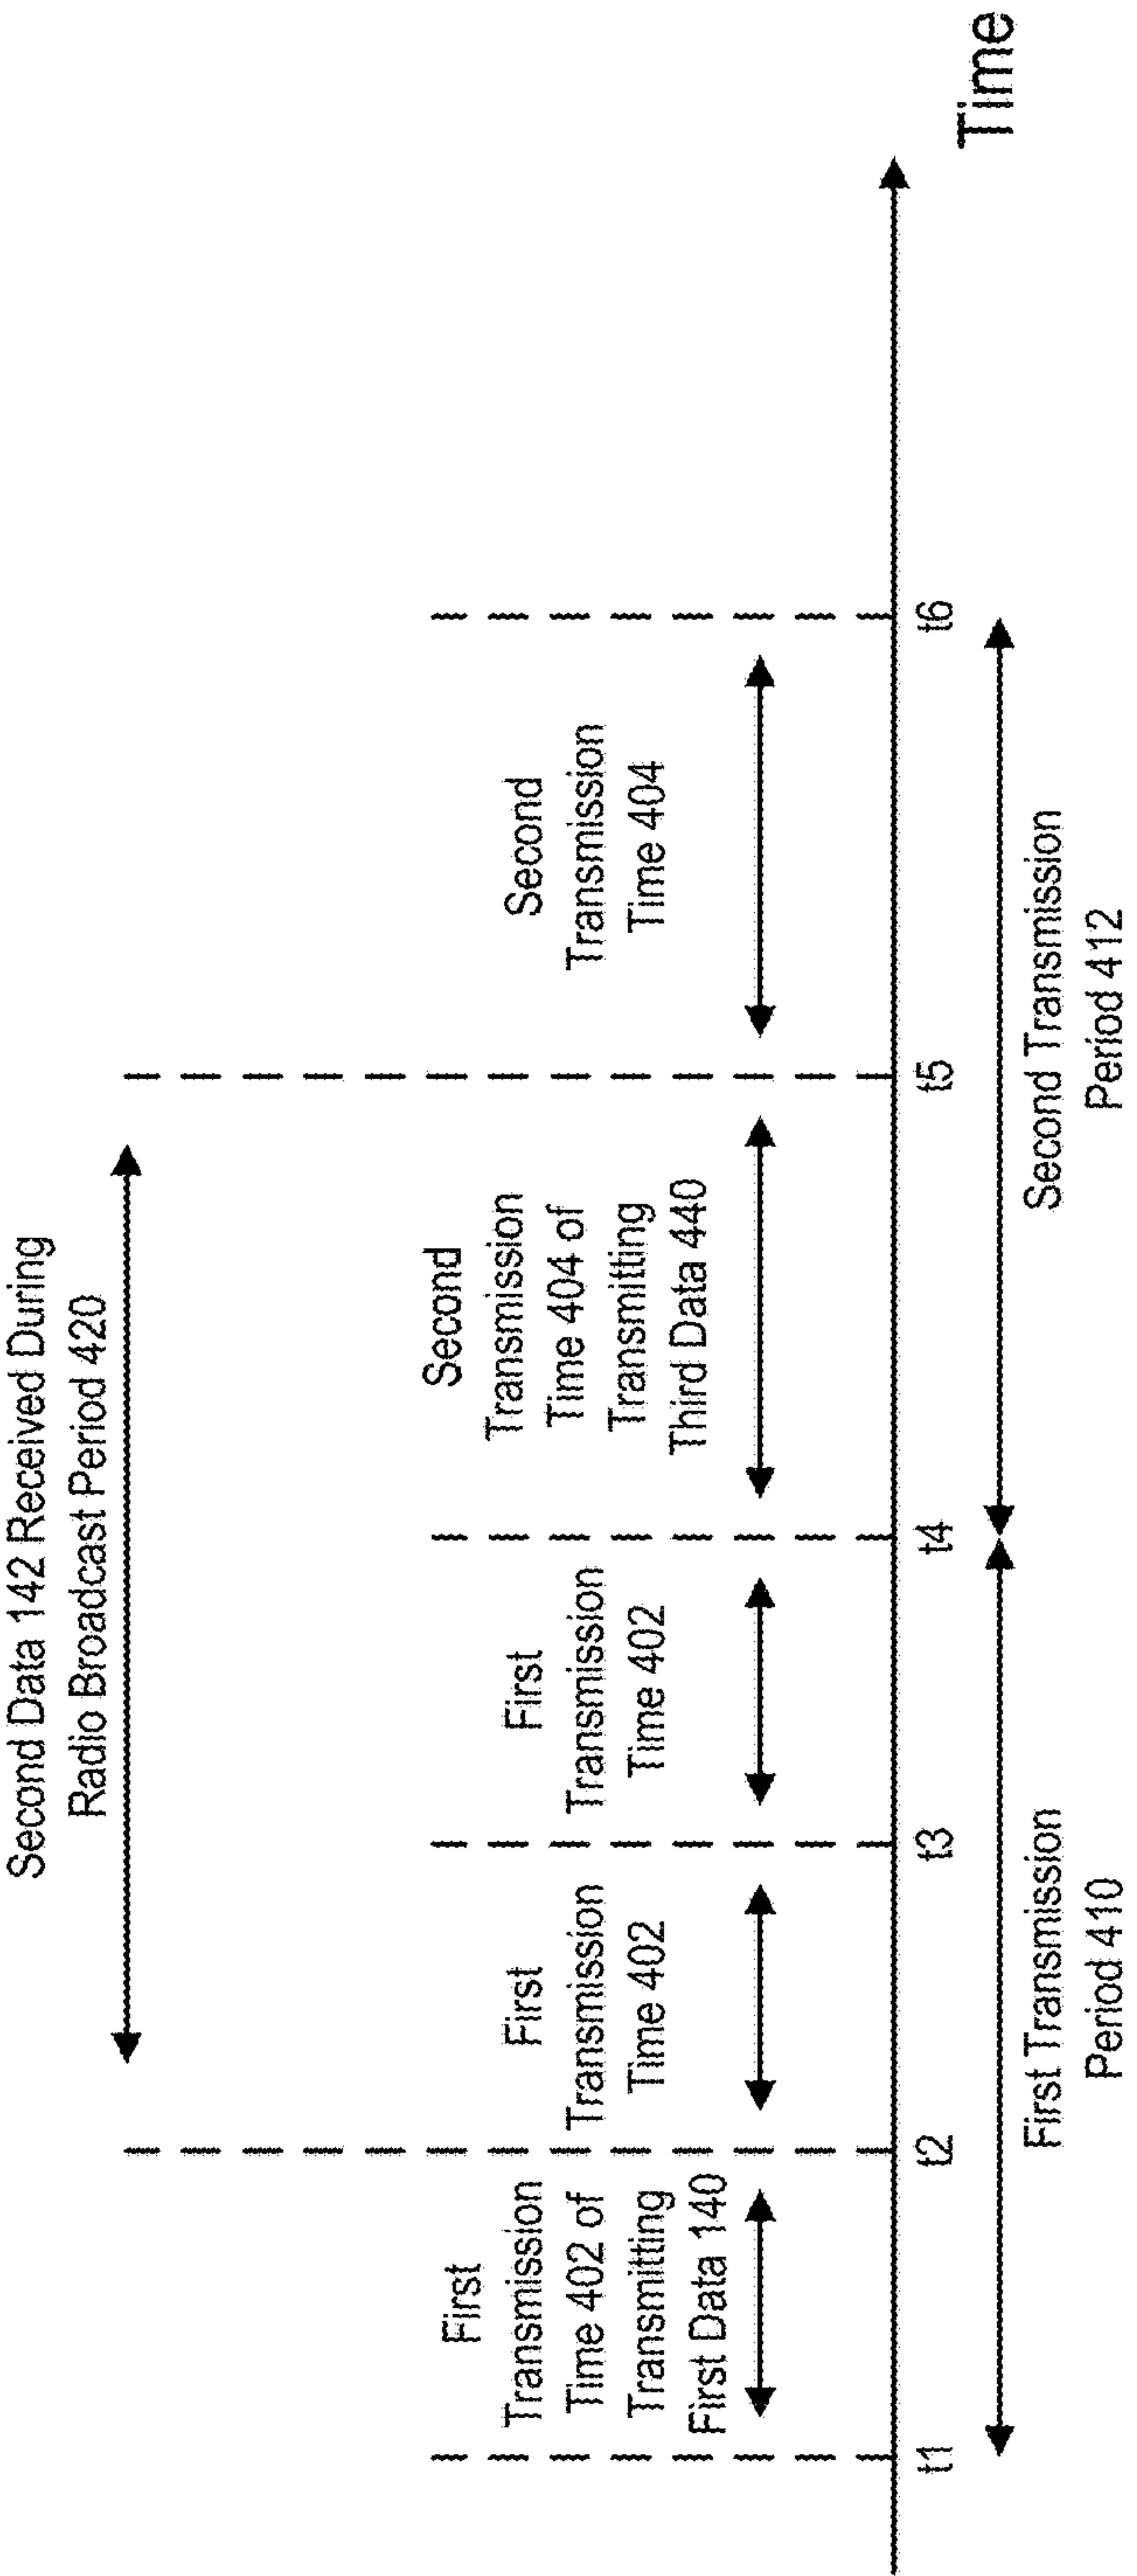 Second Data 142 Received During
Radio Broadcast Period 420
First
Transmission
Time 402 of
Transmitting
First Data 140
First
Transmission
Time 402
First
Transmission
Time 402
Second
Transmission
Time 404 of
Transmitting
Third Data 440
Second
Transmission
Time 404
t1
t2
t3
t4
t5
t6
Time
First Transmission
Period 410
Second Transmission
Period 412